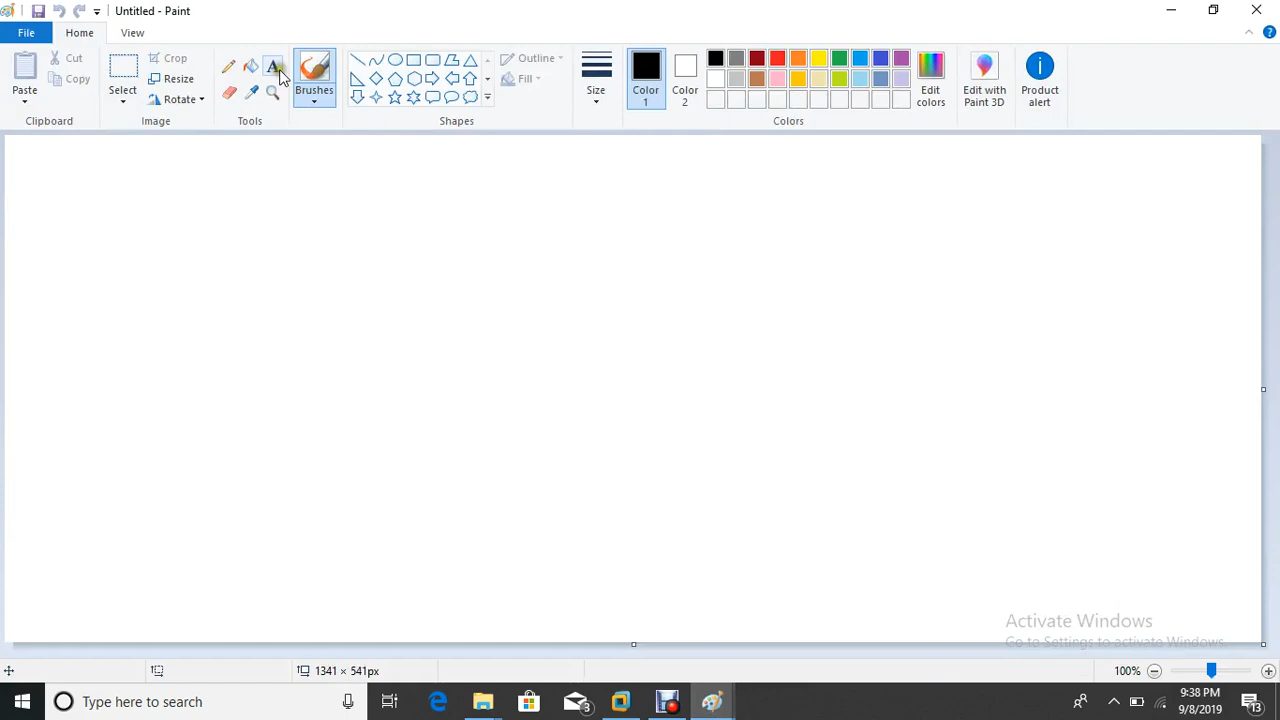 Untitled - Paint
File Home View
Paste
Cut
Copy
Clipboard
Select
Crop
Resize
Rotate
Image
A
Tools
Brushes
Shapes
Outline
Fill
Size
Color 1
Color 2
Colors
Edit colors
Edit with Paint 3D
Product alert
Activate Windows
Go to Settings to activate Windows.
1341 × 541px
100%
Type here to search
3
9:38 PM
9/8/2019
13